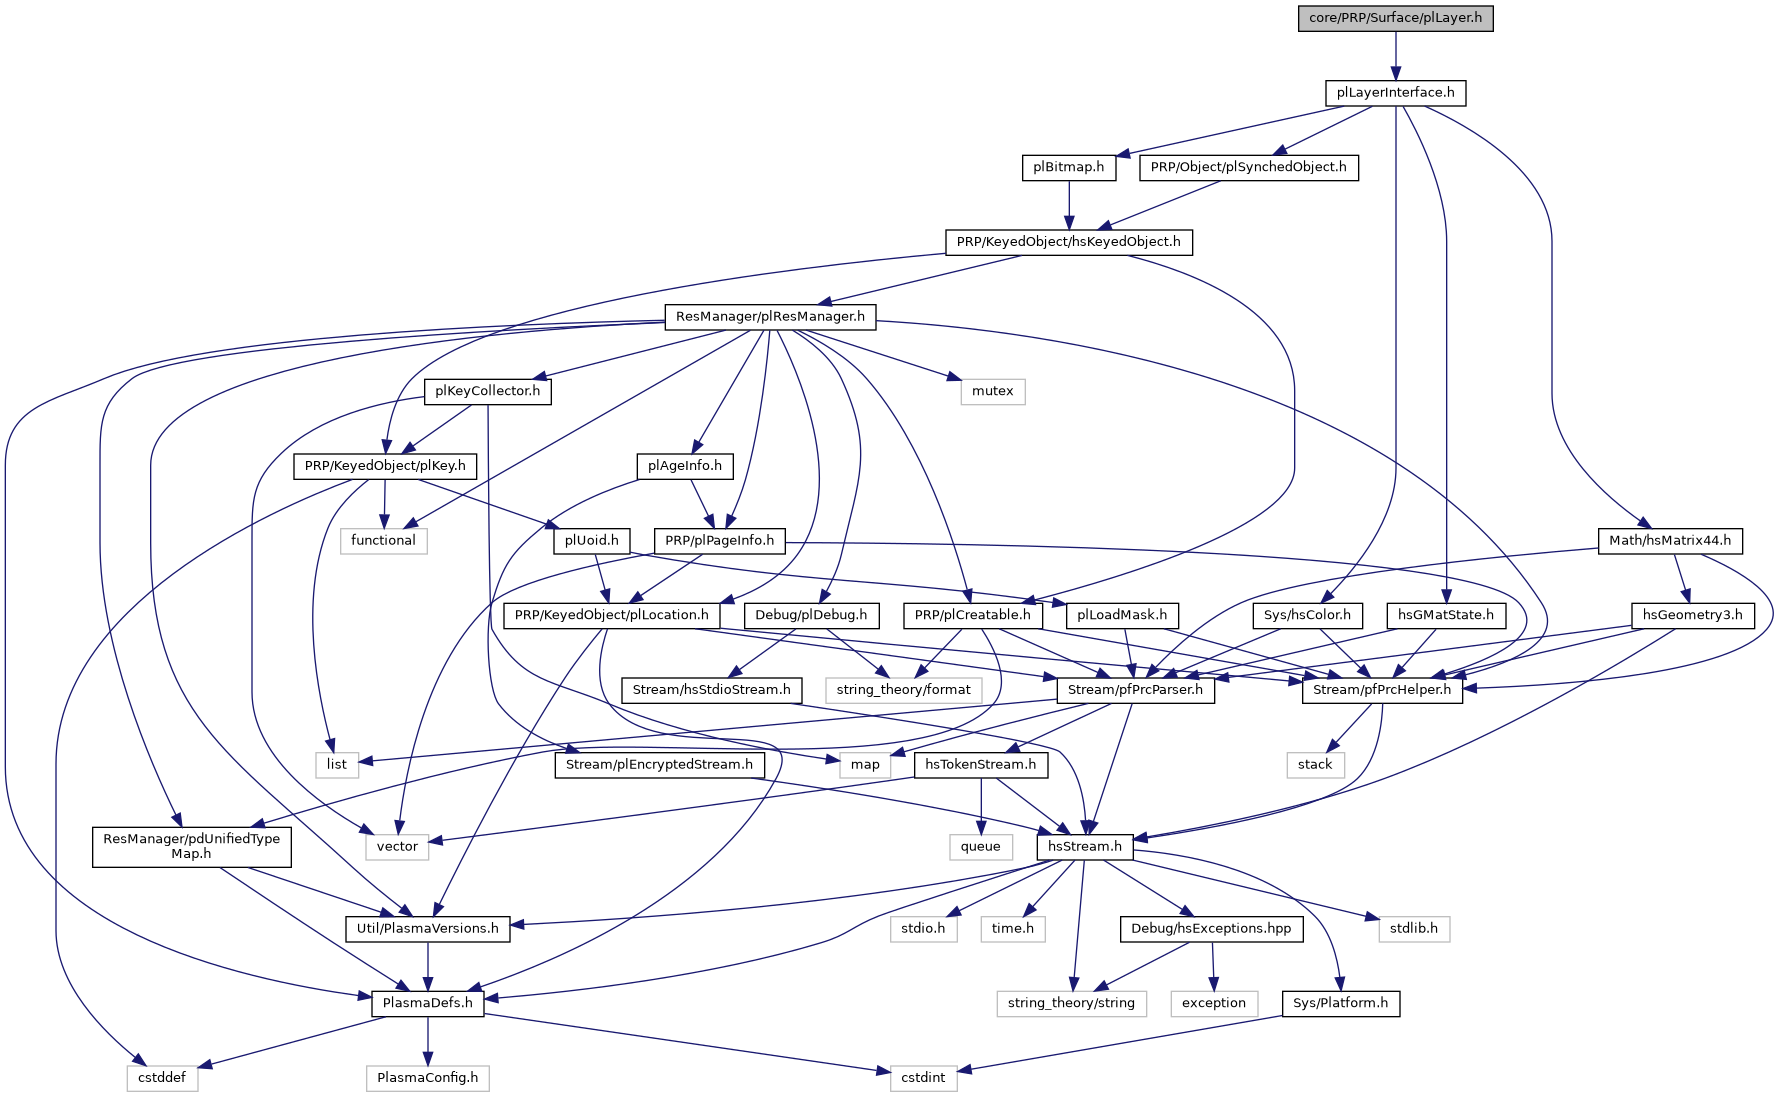 core/PRP/Surface/plLayer.h
plLayerInterface.h
plBitmap.h
PRP/Object/plSynchedObject.h
PRP/KeyedObject/hsKeyedObject.h
ResManager/plResManager.h
plKeyCollector.h
mutex
PRP/KeyedObject/plKey.h
plAgeInfo.h
functional
plUoid.h
PRP/plPageInfo.h
Math/hsMatrix44.h
PRP/KeyedObject/plLocation.h
Debug/plDebug.h
PRP/plCreatable.h
plLoadMask.h
Sys/hsColor.h
hsGMatState.h
hsGeometry3.h
Stream/hsStdioStream.h
string_theory/format
Stream/pfPrcParser.h
Stream/pfPrcHelper.h
list
Stream/plEncryptedStream.h
map
hsTokenStream.h
stack
ResManager/pdUnifiedType
Map.h
vector
queue
hsStream.h
Util/PlasmaVersions.h
stdio.h
time.h
Debug/hsExceptions.hpp
stdlib.h
PlasmaDefs.h
string_theory/string
exception
Sys/Platform.h
cstddef
PlasmaConfig.h
cstdint